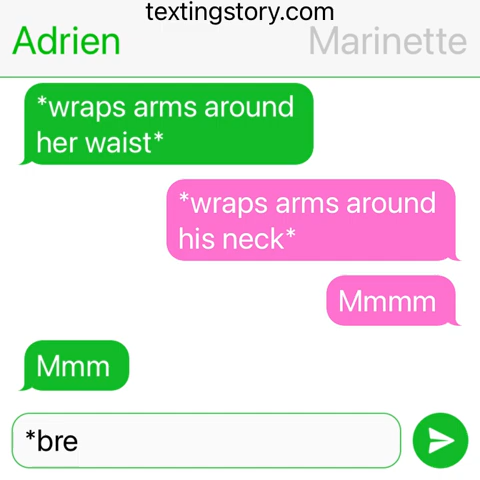 textingstory.com
Adrien Marinette
*wraps arms around
her waist*
*wraps arms around
his neck*
Mmmm
Mmm
*bre